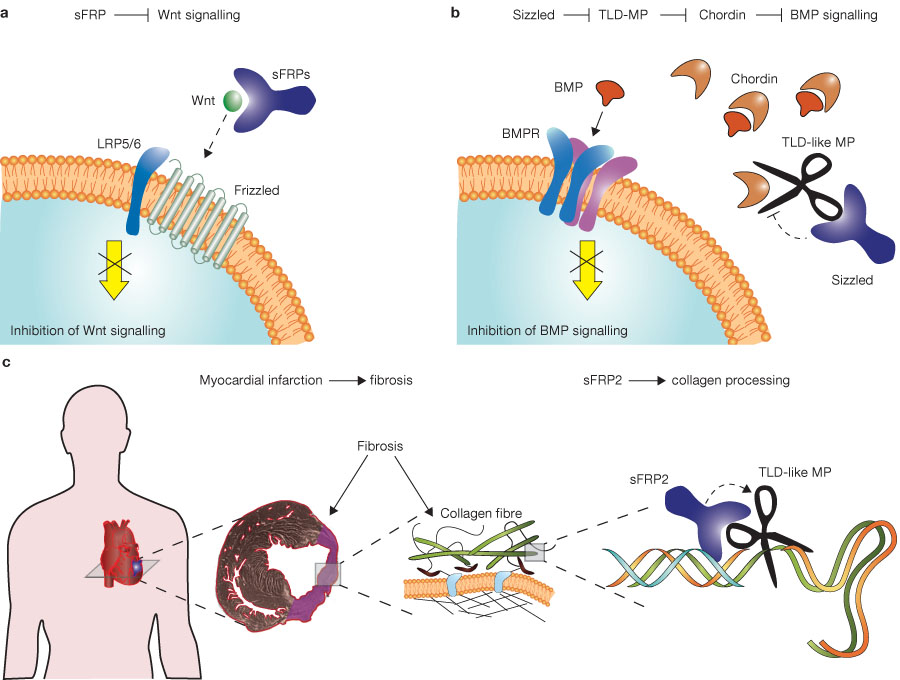 a
sFRP Wnt signalling
sFRPs
Wnt
LRP5/6
Frizzled
Inhibition of Wnt signalling
b
Sizzled TLD-MP Chordin BMP signalling
BMP
Chordin
BMPR
TLD-like MP
Sizzled
Inhibition of BMP signalling
c
Myocardial infarction fibrosis
sFRP2 collagen processing
Fibrosis
Collagen fibre
sFRP2
TLD-like MP